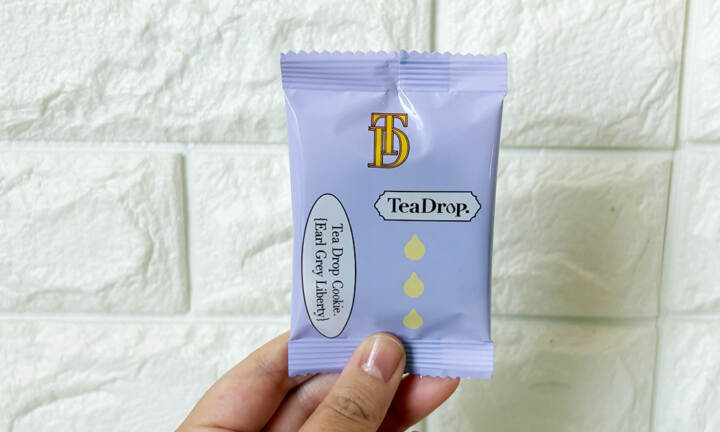 TD
TeaDrop.
Tea Drop Cookie.
{Earl Grey Liberty}